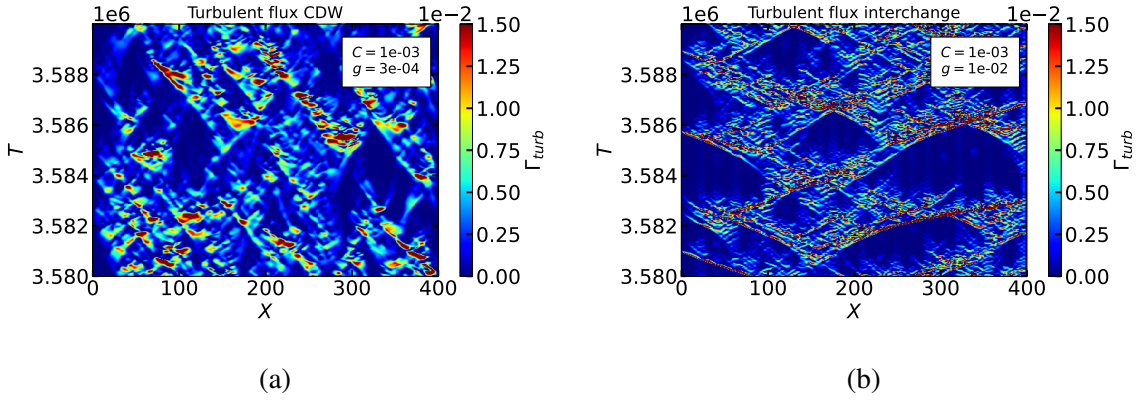 Turbulent flux CDW
1e6
1e−2
C = 1e-03
g = 3e-04
3.588
3.586
3.584
3.582
3.580
T
0 100 200 300 400
X
1.50
1.25
1.00
0.75
0.50
0.25
0.00
Γturb
(a)
Turbulent flux interchange
1e6
1e−2
C = 1e-03
g = 1e-02
3.588
3.586
3.584
3.582
3.580
T
0 100 200 300 400
X
1.50
1.25
1.00
0.75
0.50
0.25
0.00
Γturb
(b)